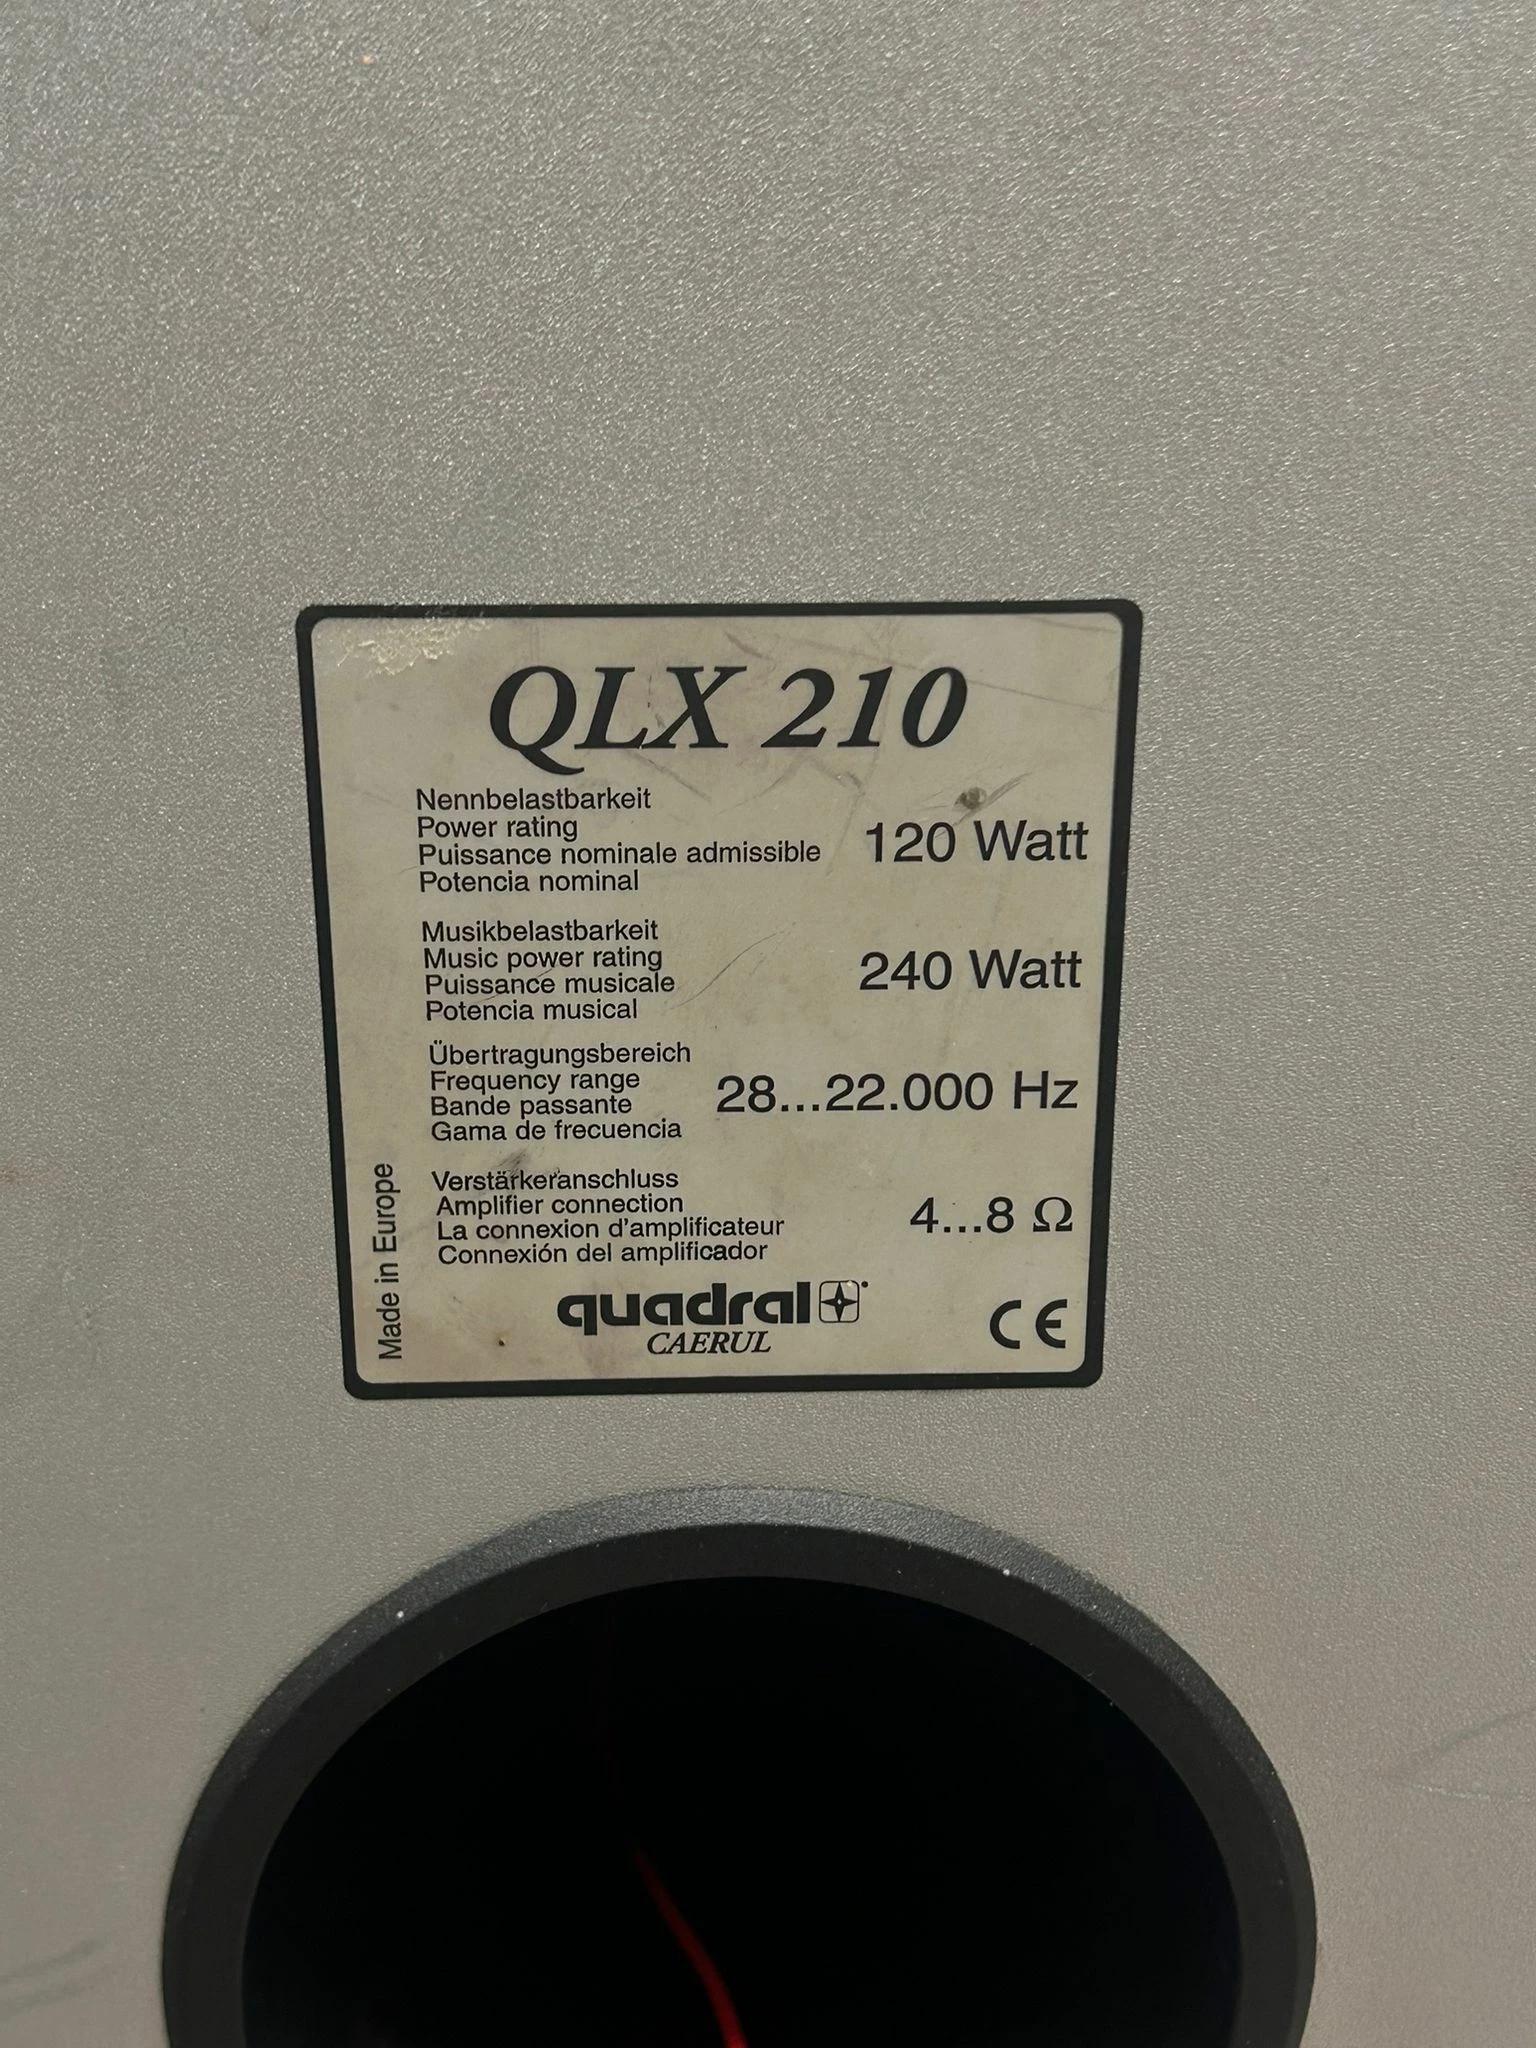 QLX 210
Nennbelastbarkeit
Power rating
Puissance nominale admissible
Potencia nominal
120 Watt
Musikbelastbarkeit
Music power rating
Puissance musicale
Potencia musical
240 Watt
Übertragungsbereich
Frequency range
Bande passante
Gama de frecuencia
28...22.000 Hz
Verstärkeranschluss
Amplifier connection
La connexion d'amplificateur
Connexión del amplificador
4...8 Ω
Made in Europe
quadral
CAERUL
CE